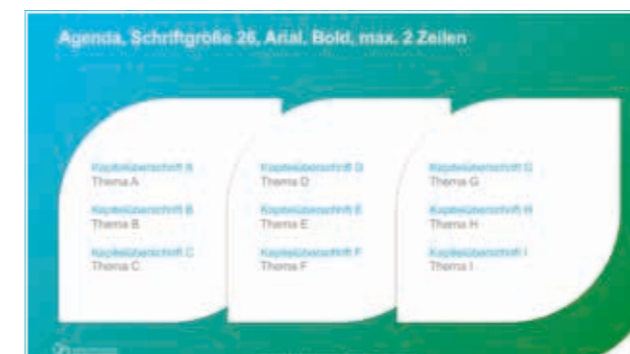 Agenda, Schriftgröße 26, Arial, Bold, max. 2 Zeilen
Kapitelüberschrift A
Thema A
Kapitelüberschrift B
Thema B
Kapitelüberschrift C
Thema C
Kapitelüberschrift D
Thema D
Kapitelüberschrift E
Thema E
Kapitelüberschrift F
Thema F
Kapitelüberschrift G
Thema G
Kapitelüberschrift H
Thema H
Kapitelüberschrift I
Thema I